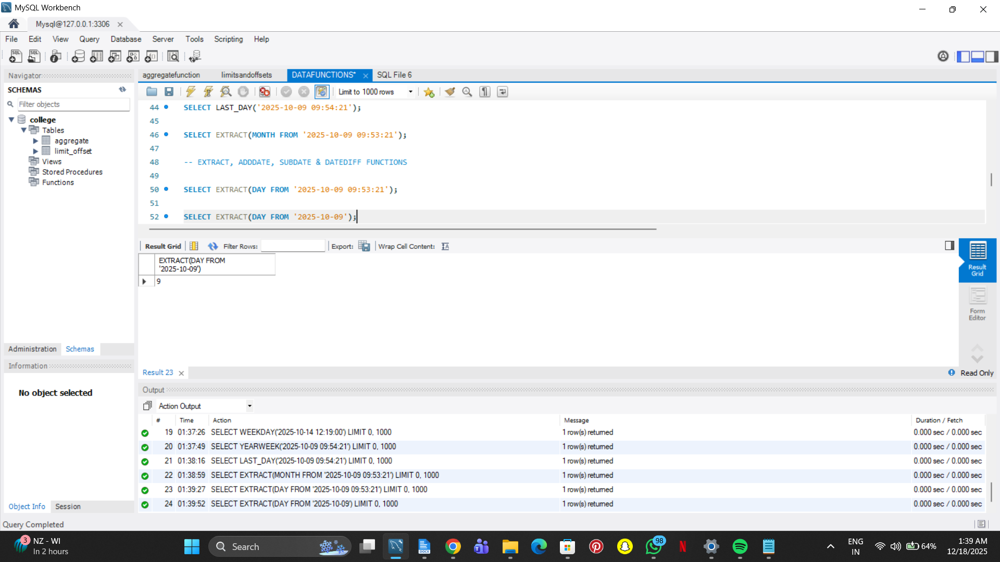 MySQL Workbench
Mysql@127.0.0.1:3306
File Edit View Query Database Server Tools Scripting Help
Navigator
SCHEMAS
Filter objects
college
Tables
aggregate
limit_offset
Views
Stored Procedures
Functions
Administration Schemas
Information
No object selected
Object Info Session
Query Completed
aggregatefunction limitsandoffsets DATAFUNCTIONS* SQL File 6
Limit to 1000 rows
44 SELECT LAST_DAY('2025-10-09 09:54:21');
45
46 SELECT EXTRACT(MONTH FROM '2025-10-09 09:53:21');
47
48 -- EXTRACT, ADDDATE, SUBDATE & DATEDIFF FUNCTIONS
49
50 SELECT EXTRACT(DAY FROM '2025-10-09 09:53:21');
51
52 SELECT EXTRACT(DAY FROM '2025-10-09');
Result Grid Filter Rows: Export: Wrap Cell Content:
EXTRACT(DAY FROM
'2025-10-09')
9
Result
Grid
Form
Editor
Result 23
Read Only
Output
Action Output
# Time Action Message Duration / Fetch
19 01:37:26 SELECT WEEKDAY('2025-10-14 12:19:00') LIMIT 0, 1000 1 row(s) returned 0.000 sec / 0.000 sec
20 01:37:49 SELECT YEARWEEK('2025-10-09 09:54:21') LIMIT 0, 1000 1 row(s) returned 0.000 sec / 0.000 sec
21 01:38:16 SELECT LAST_DAY('2025-10-09 09:54:21') LIMIT 0, 1000 1 row(s) returned 0.000 sec / 0.000 sec
22 01:38:59 SELECT EXTRACT(MONTH FROM '2025-10-09 09:53:21') LIMIT 0, 1000 1 row(s) returned 0.000 sec / 0.000 sec
23 01:39:27 SELECT EXTRACT(DAY FROM '2025-10-09 09:53:21') LIMIT 0, 1000 1 row(s) returned 0.000 sec / 0.000 sec
24 01:39:52 SELECT EXTRACT(DAY FROM '2025-10-09') LIMIT 0, 1000 1 row(s) returned 0.000 sec / 0.000 sec
3
NZ - WI
In 2 hours
Search
DOCX
98
ENG
IN
64%
1:39 AM
12/18/2025